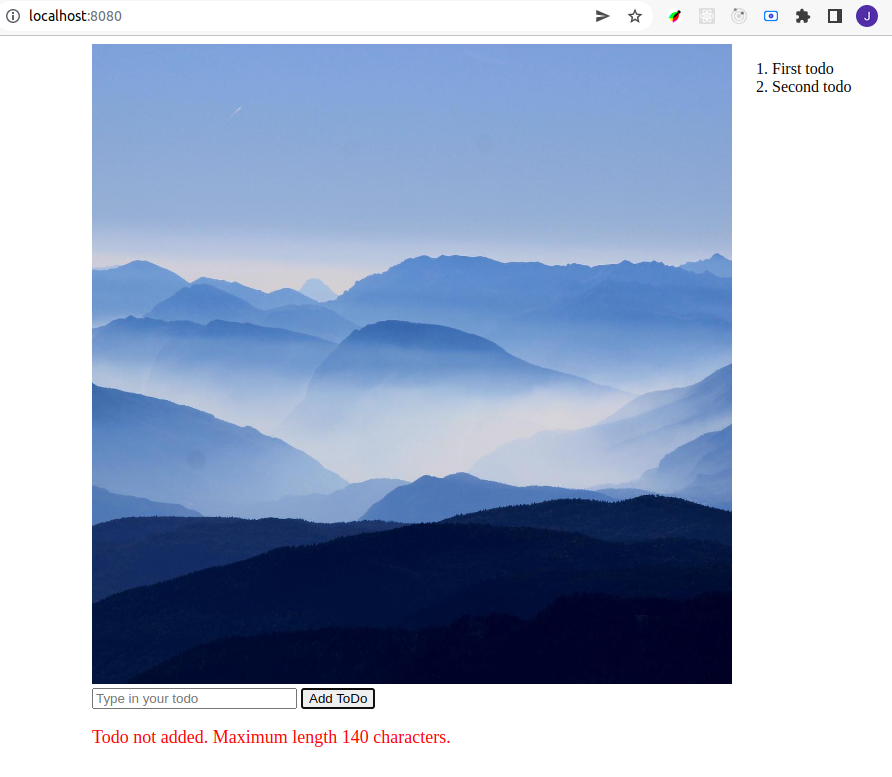 localhost:8080
J
1. First todo
2. Second todo
Type in your todo
Add ToDo
Todo not added. Maximum length 140 characters.